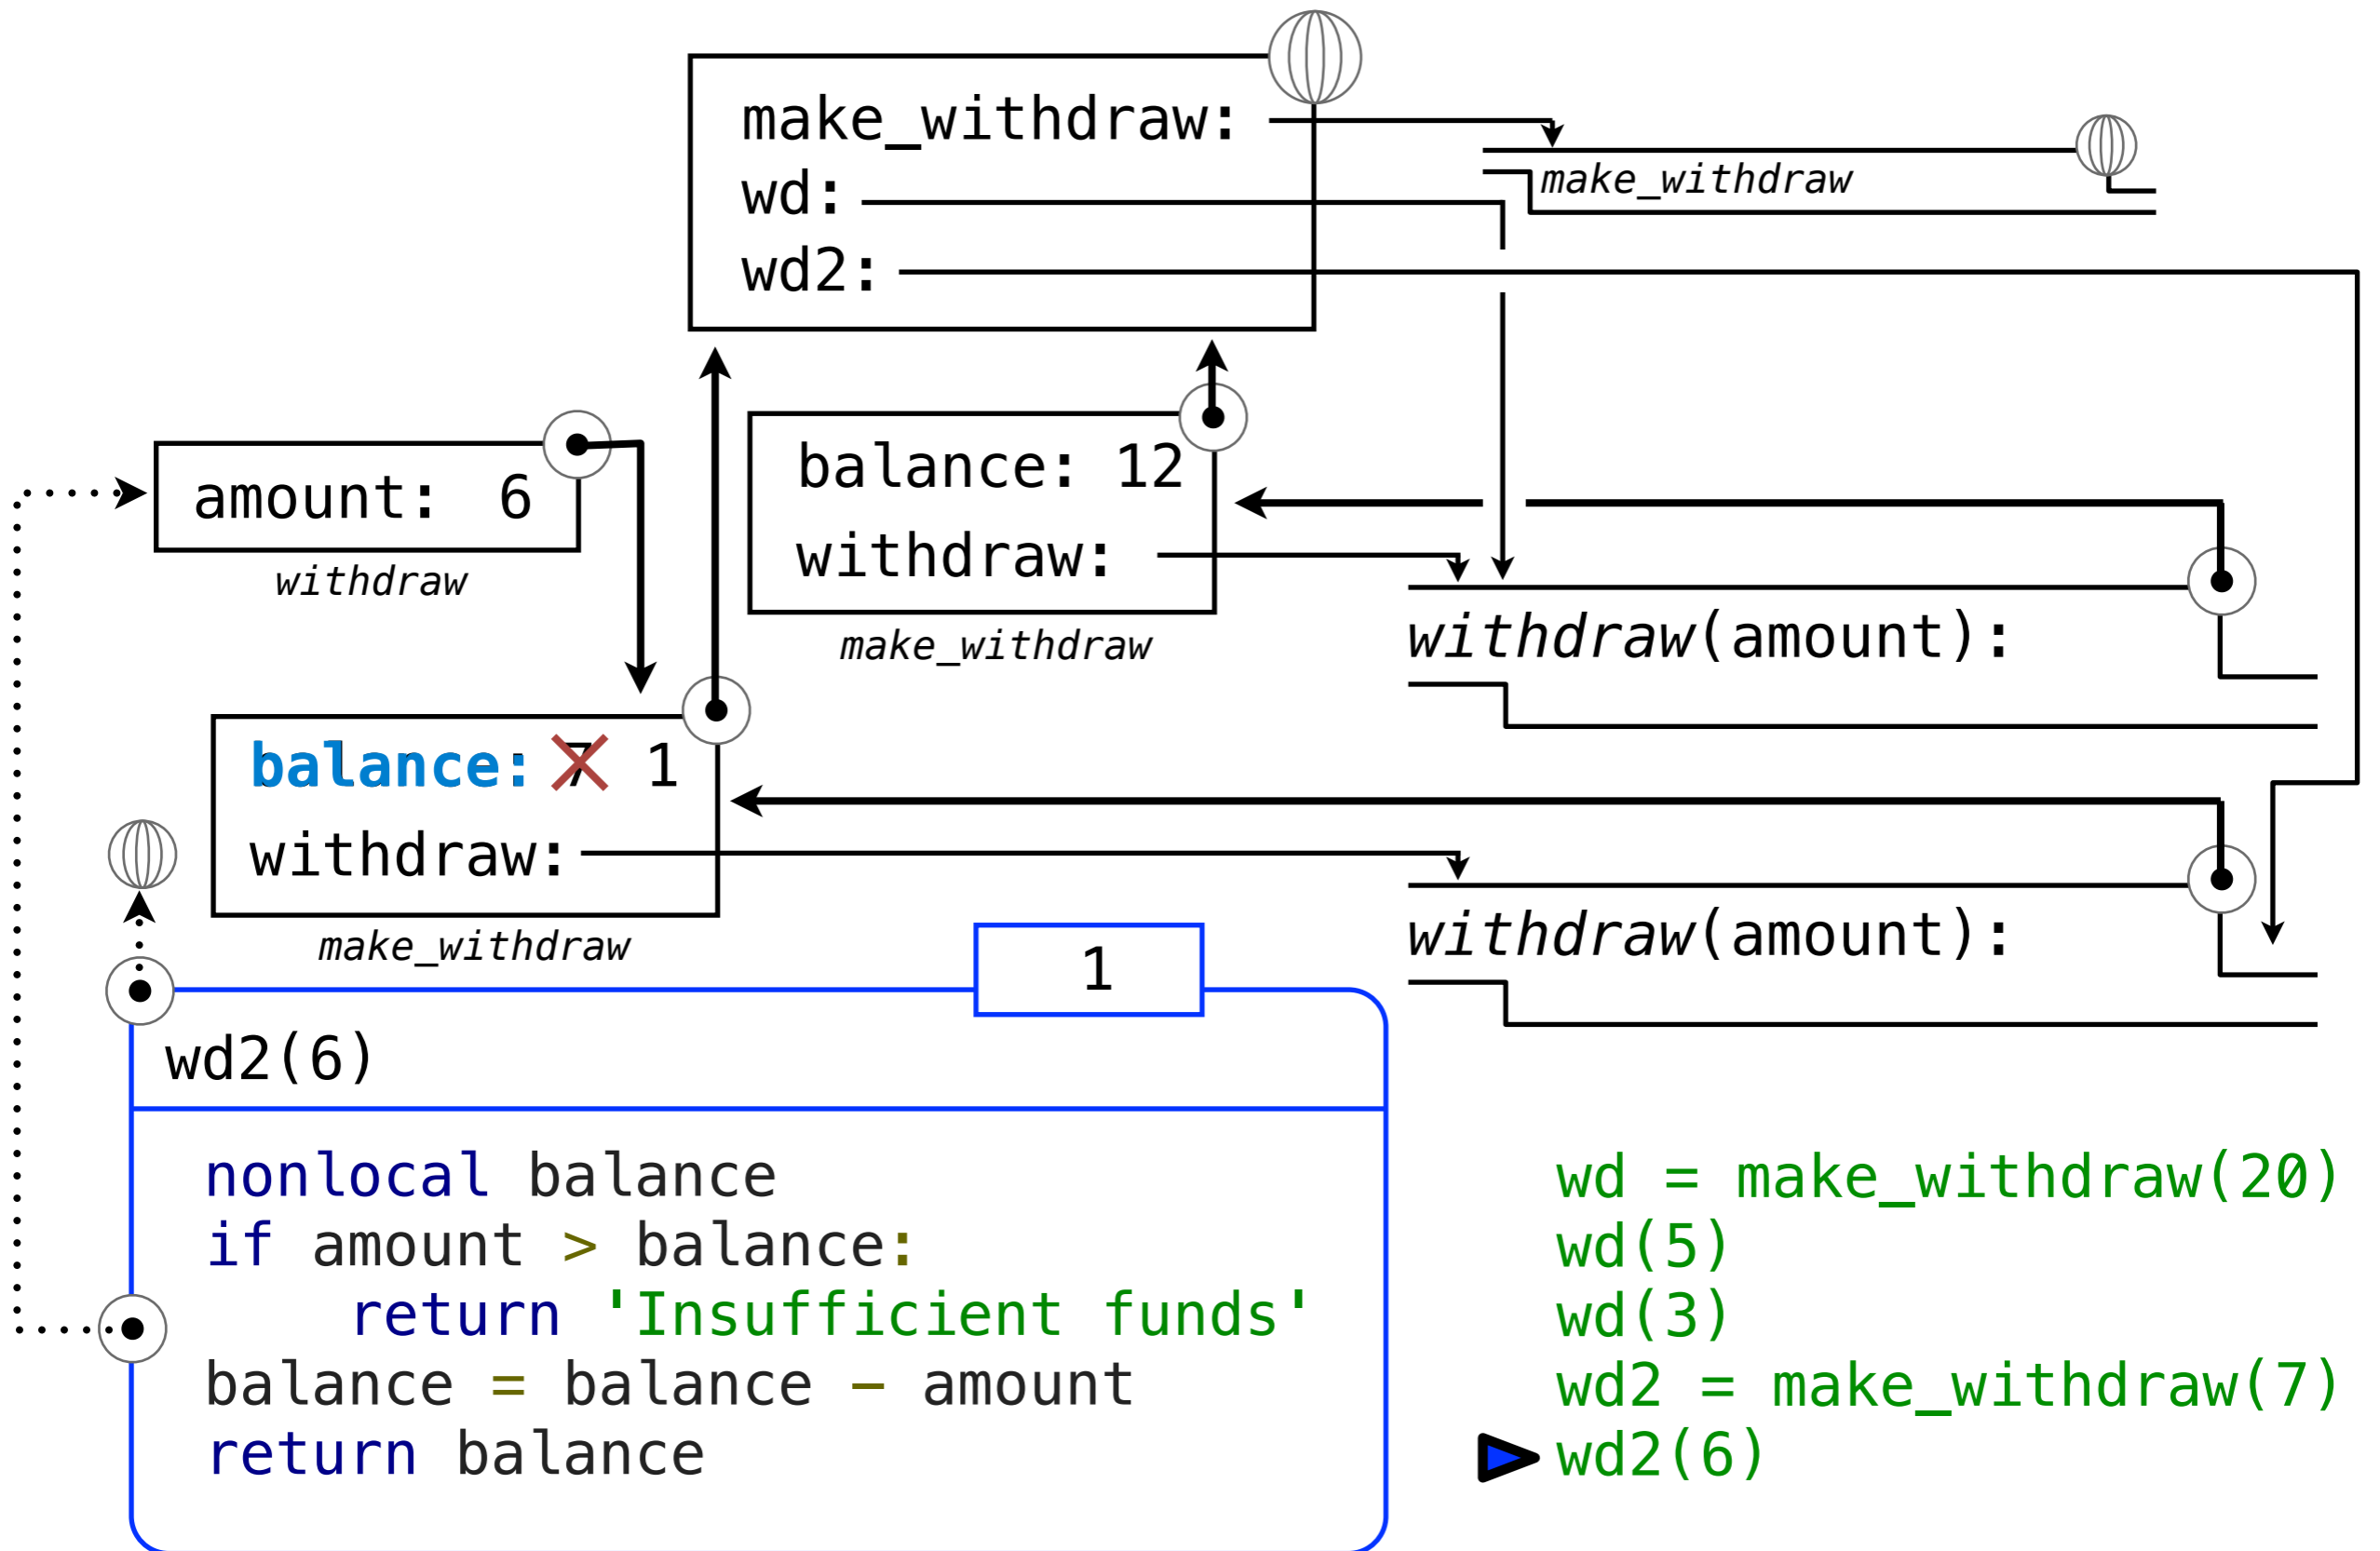 make_withdraw:
wd:
wd2:
make_withdraw
amount: 6
withdraw
balance: 12
withdraw:
make_withdraw
withdraw(amount):
balance: 7 1
withdraw:
make_withdraw
withdraw(amount):
1
wd2(6)
nonlocal balance
if amount > balance:
    return 'Insufficient funds'
balance = balance − amount
return balance
wd = make_withdraw(20)
wd(5)
wd(3)
wd2 = make_withdraw(7)
wd2(6)